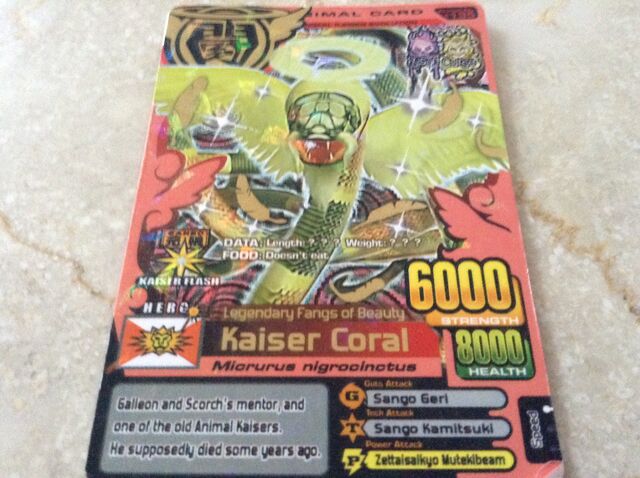 ANIMAL CARD
DATA: Length: ? ? ? Weight: ? ? ?
FOOD: Doesn't eat
KAISER FLASH
6000
STRENGTH
HERO
Legendary Fangs of Beauty
Kaiser Coral
8000
HEALTH
Micrurus nigrocinctus
Galleon and Scorch's mentor, and
one of the old Animal Kaisers.
He supposedly died some years ago.
Guts Attack
G Sango Geri
Tech Attack
T Sango Kamitsuki
Power Attack
P Zettaisaikyo Mutekibeam
Speed